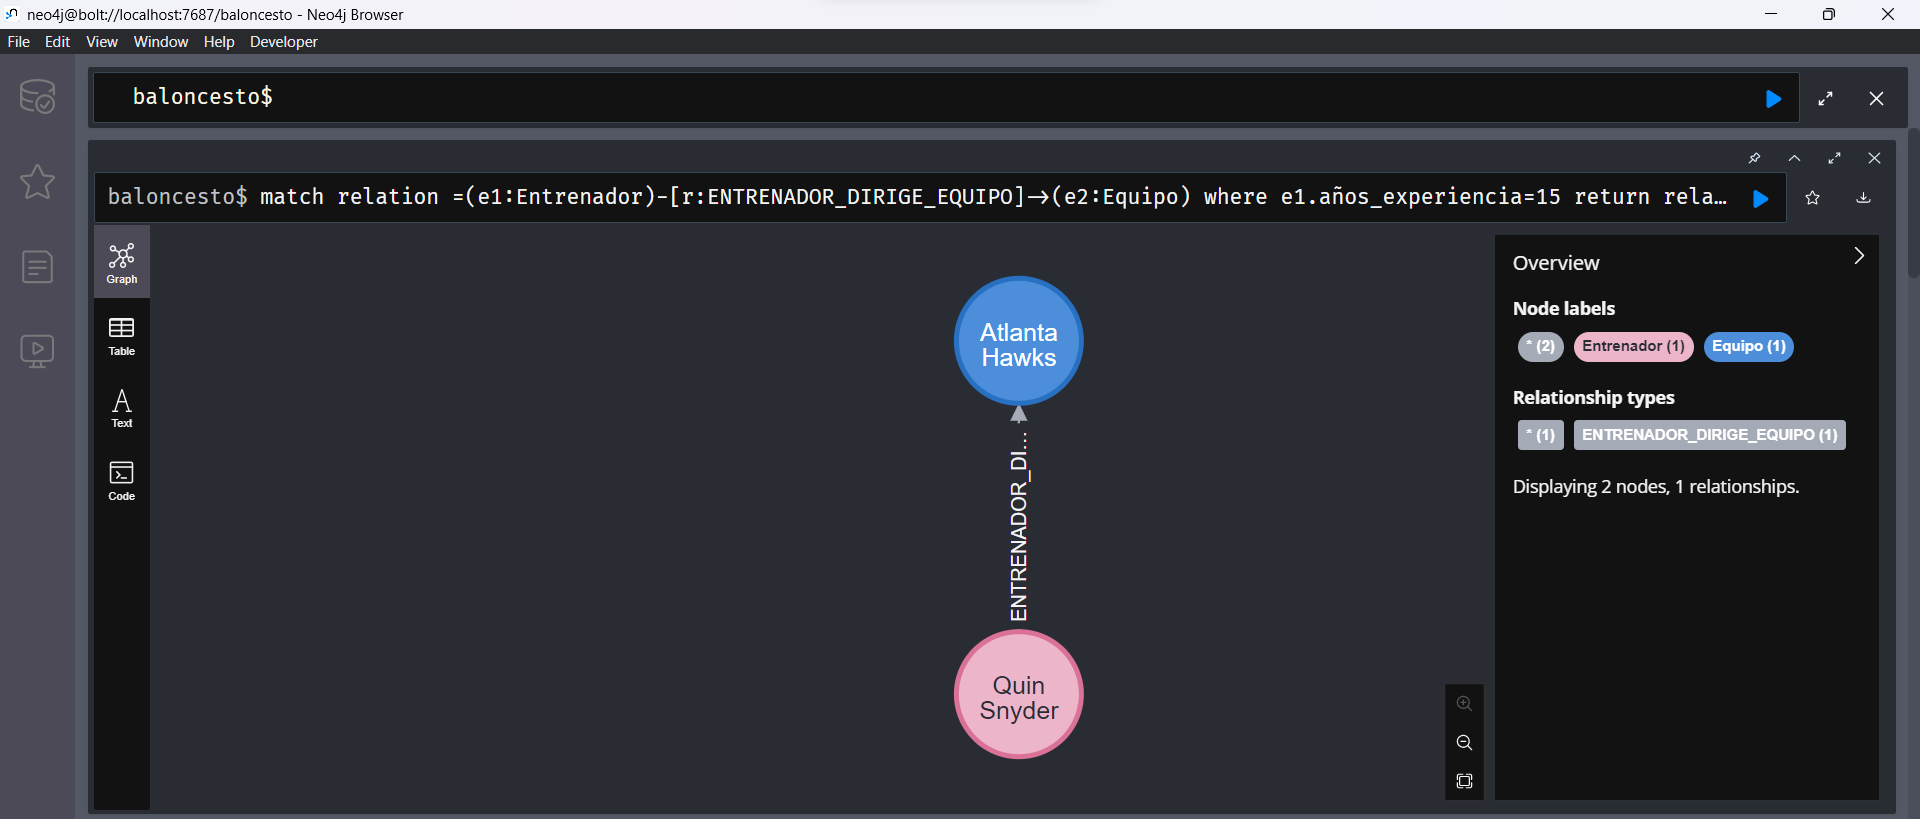 neo4j@bolt://localhost:7687/baloncesto - Neo4j Browser
File Edit View Window Help Developer
baloncesto$
baloncesto$ match relation =(e1:Entrenador)-[r:ENTRENADOR_DIRIGE_EQUIPO]->(e2:Equipo) where e1.años_experiencia=15 return rela...
Graph
Table
Text
Code
Atlanta
Hawks
ENTRENADOR_DI...
Quin
Snyder
Overview
Node labels
* (2) Entrenador (1) Equipo (1)
Relationship types
* (1) ENTRENADOR_DIRIGE_EQUIPO (1)
Displaying 2 nodes, 1 relationships.